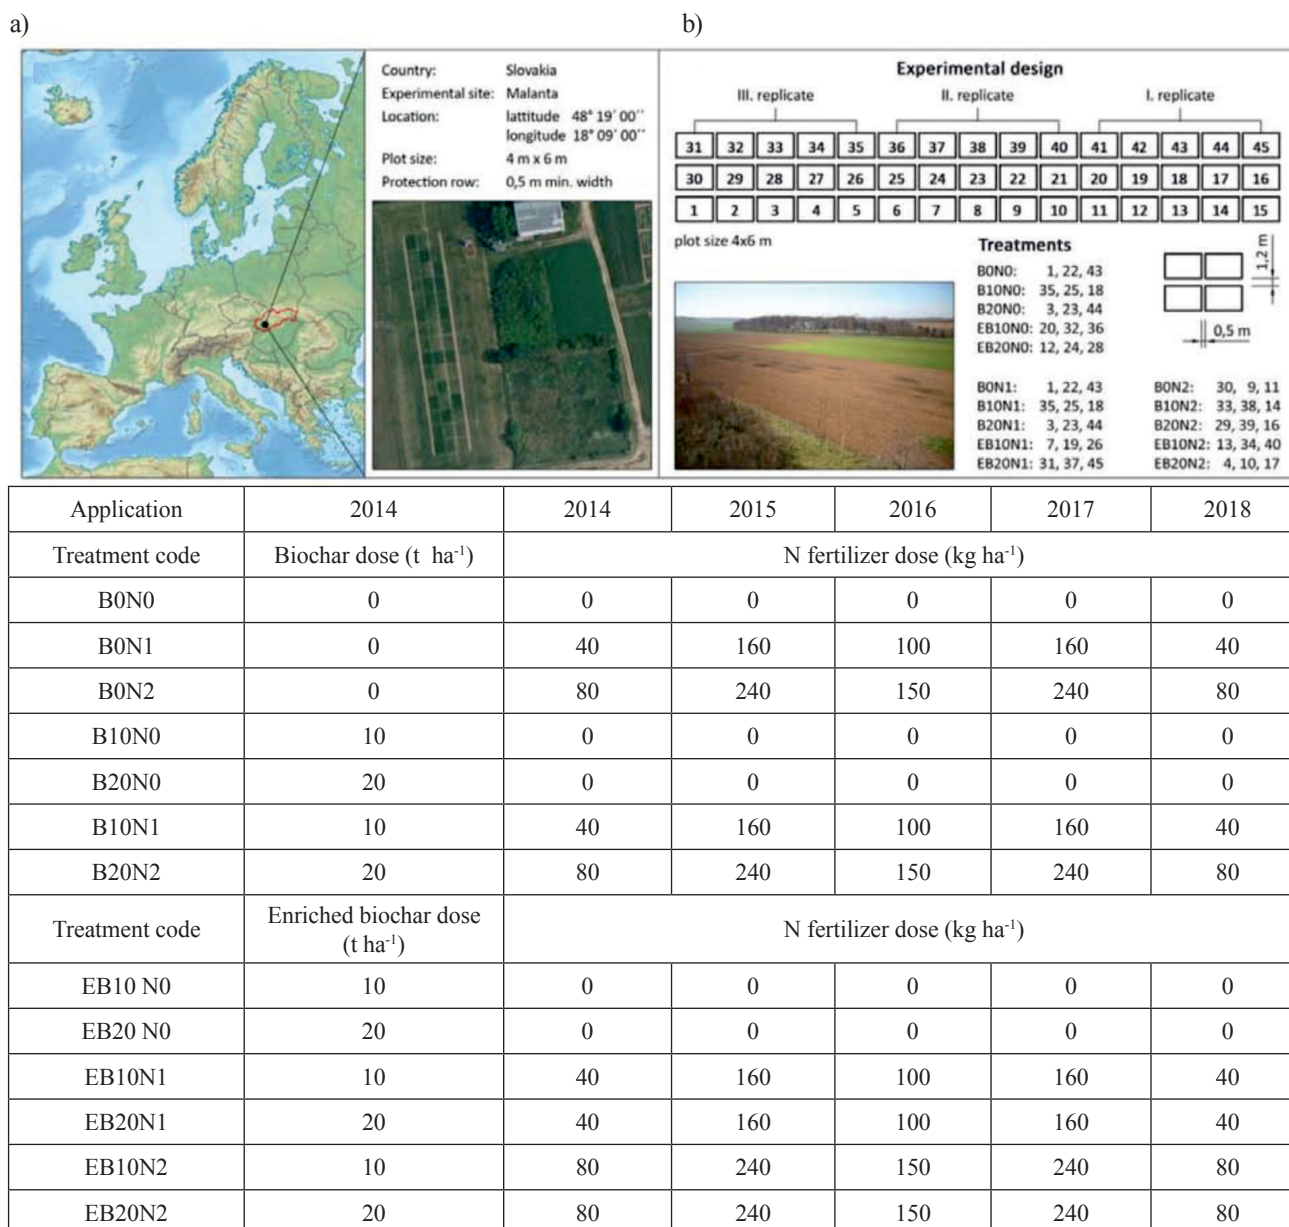 a)
b)
Country: Slovakia
Experimental site: Malanta
Location: lattitude 48° 19´ 00´´
longitude 18° 09´ 00´´
Plot size: 4 m x 6 m
Protection row: 0,5 m min. width
Experimental design
III. replicate II. replicate I. replicate
31 32 33 34 35 36 37 38 39 40 41 42 43 44 45
30 29 28 27 26 25 24 23 22 21 20 19 18 17 16
1 2 3 4 5 6 7 8 9 10 11 12 13 14 15
plot size 4x6 m
Treatments
B0N0: 1, 22, 43
B10N0: 35, 25, 18
B20N0: 3, 23, 44
EB10N0: 20, 32, 36
EB20N0: 12, 24, 28
1,2 m
0,5 m
B0N1: 1, 22, 43
B10N1: 35, 25, 18
B20N1: 3, 23, 44
EB10N1: 7, 19, 26
EB20N1: 31, 37, 45
B0N2: 30, 9, 11
B10N2: 33, 38, 14
B20N2: 29, 39, 16
EB10N2: 13, 34, 40
EB20N2: 4, 10, 17
Application 2014 2014 2015 2016 2017 2018
Treatment code Biochar dose (t ha-1) N fertilizer dose (kg ha-1)
B0N0 0 0 0 0 0 0
B0N1 0 40 160 100 160 40
B0N2 0 80 240 150 240 80
B10N0 10 0 0 0 0 0
B20N0 20 0 0 0 0 0
B10N1 10 40 160 100 160 40
B20N2 20 80 240 150 240 80
Treatment code Enriched biochar dose (t ha-1) N fertilizer dose (kg ha-1)
EB10 N0 10 0 0 0 0 0
EB20 N0 20 0 0 0 0 0
EB10N1 10 40 160 100 160 40
EB20N1 20 40 160 100 160 40
EB10N2 10 80 240 150 240 80
EB20N2 20 80 240 150 240 80